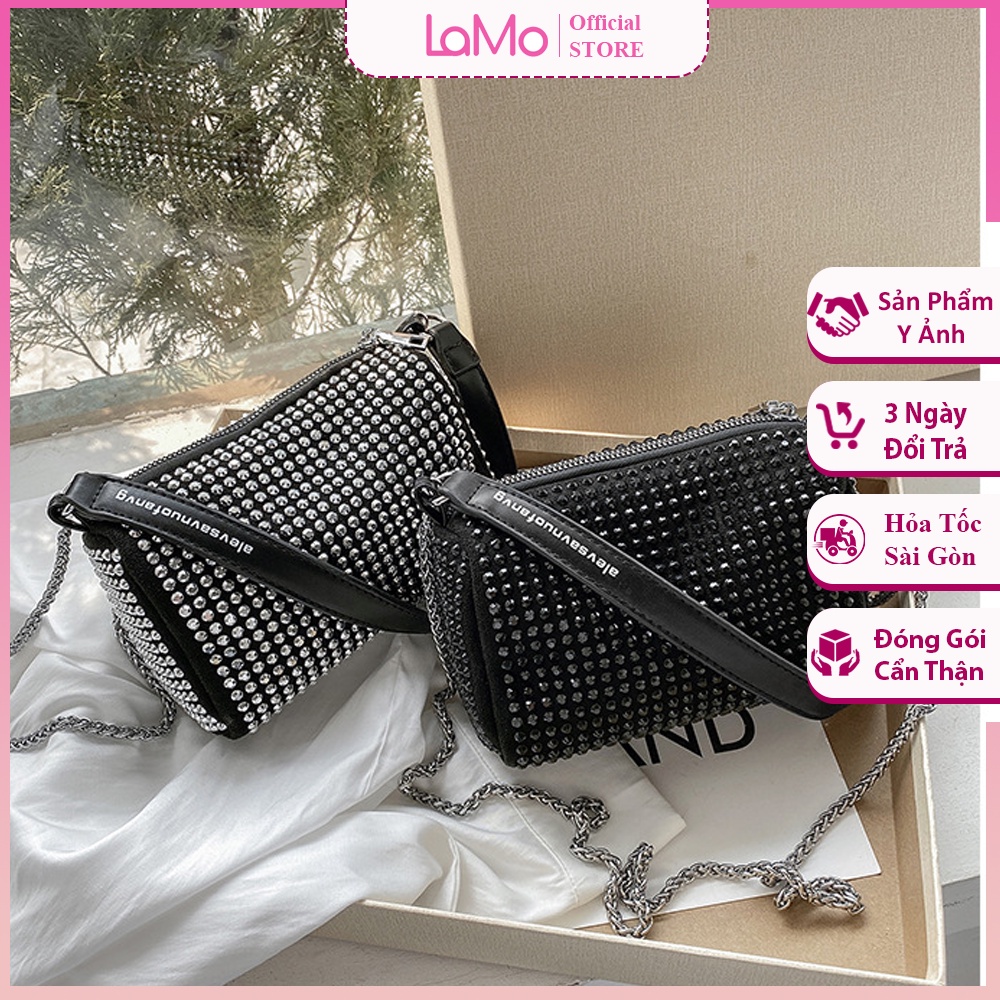 LaMo
Official
STORE
Sản Phẩm
Y Ảnh
3 Ngày
Đổi Trả
Hỏa Tốc
Sài Gòn
Đóng Gói
Cẩn Thận
alevsavnuofanvg
alevsavnuofanvg
AND